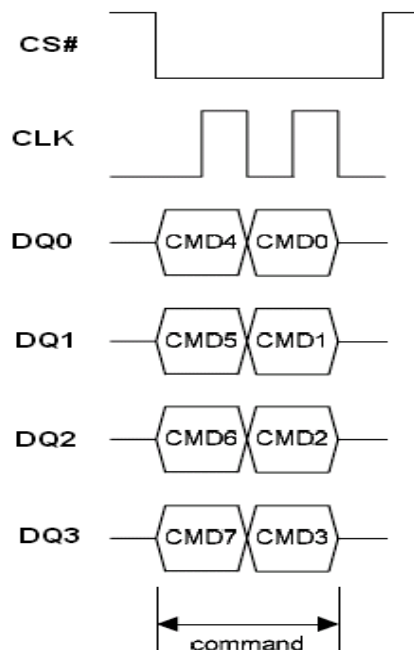 CS#
CLK
DQ0 CMD4 CMD0
DQ1 CMD5 CMD1
DQ2 CMD6 CMD2
DQ3 CMD7 CMD3
command